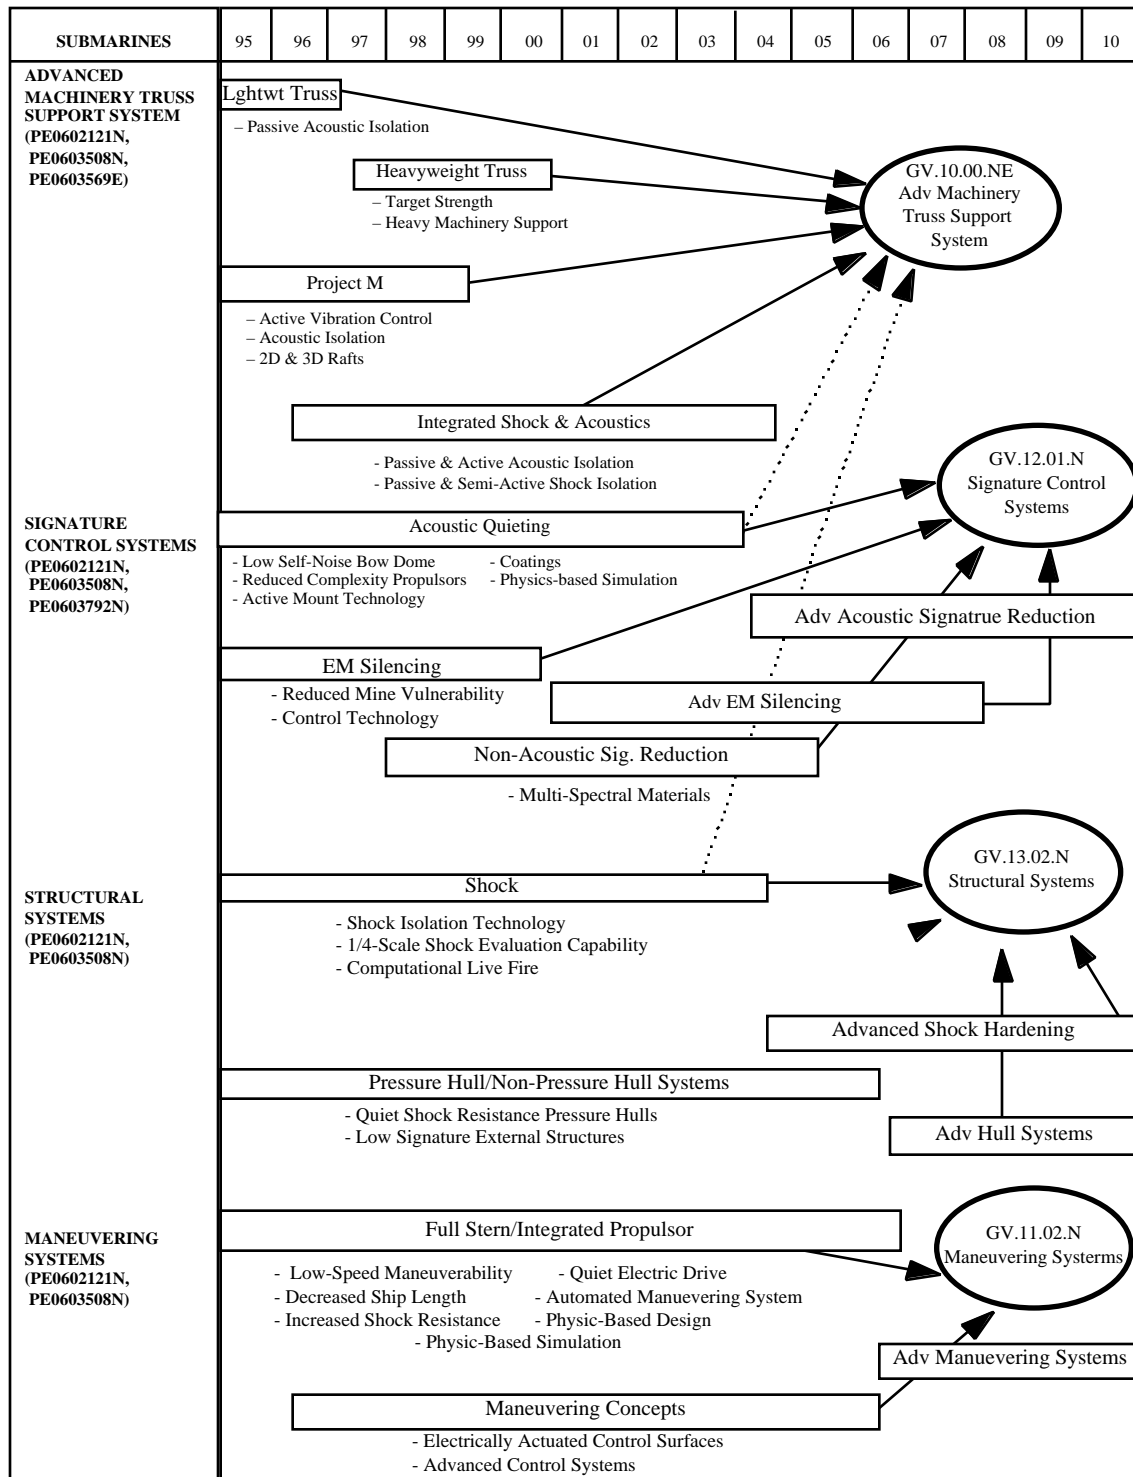 SUBMARINES 95 96 97 98 99 00 01 02 03 04 05 06 07 08 09 10
ADVANCED
MACHINERY TRUSS
SUPPORT SYSTEM
(PE0602121N,
PE0603508N,
PE0603569E)
Lghtwt Truss
– Passive Acoustic Isolation
Heavyweight Truss
– Target Strength
– Heavy Machinery Support
GV.10.00.NE
Adv Machinery
Truss Support
System
Project M
– Active Vibration Control
– Acoustic Isolation
– 2D & 3D Rafts
Integrated Shock & Acoustics
- Passive & Active Acoustic Isolation
- Passive & Semi-Active Shock Isolation
GV.12.01.N
Signature Control
Systems
SIGNATURE
CONTROL SYSTEMS
(PE0602121N,
PE0603508N,
PE0603792N)
Acoustic Quieting
- Low Self-Noise Bow Dome - Coatings
- Reduced Complexity Propulsors - Physics-based Simulation
- Active Mount Technology
Adv Acoustic Signatrue Reduction
EM Silencing
- Reduced Mine Vulnerability
- Control Technology
Adv EM Silencing
Non-Acoustic Sig. Reduction
- Multi-Spectral Materials
GV.13.02.N
Structural Systems
STRUCTURAL
SYSTEMS
(PE0602121N,
PE0603508N)
Shock
- Shock Isolation Technology
- 1/4-Scale Shock Evaluation Capability
- Computational Live Fire
Advanced Shock Hardening
Pressure Hull/Non-Pressure Hull Systems
- Quiet Shock Resistance Pressure Hulls
- Low Signature External Structures
Adv Hull Systems
MANEUVERING
SYSTEMS
(PE0602121N,
PE0603508N)
Full Stern/Integrated Propulsor
GV.11.02.N
Maneuvering Systerms
- Low-Speed Maneuverability - Quiet Electric Drive
- Decreased Ship Length - Automated Manuevering System
- Increased Shock Resistance - Physic-Based Design
- Physic-Based Simulation
Adv Manuevering Systems
Maneuvering Concepts
- Electrically Actuated Control Surfaces
- Advanced Control Systems